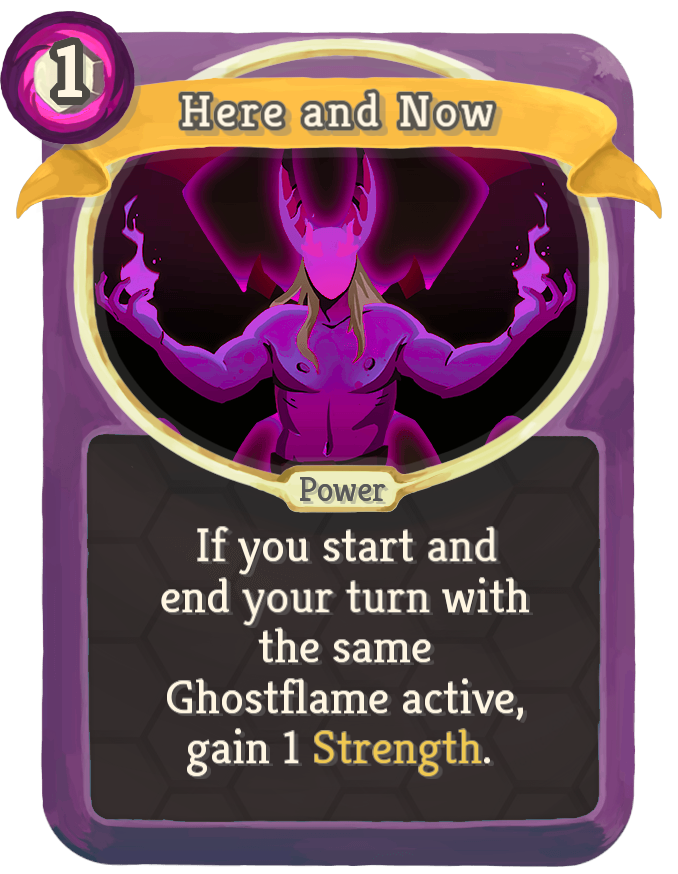 1
Here and Now
Power
If you start and
end your turn with
the same
Ghostflame active,
gain 1 Strength.